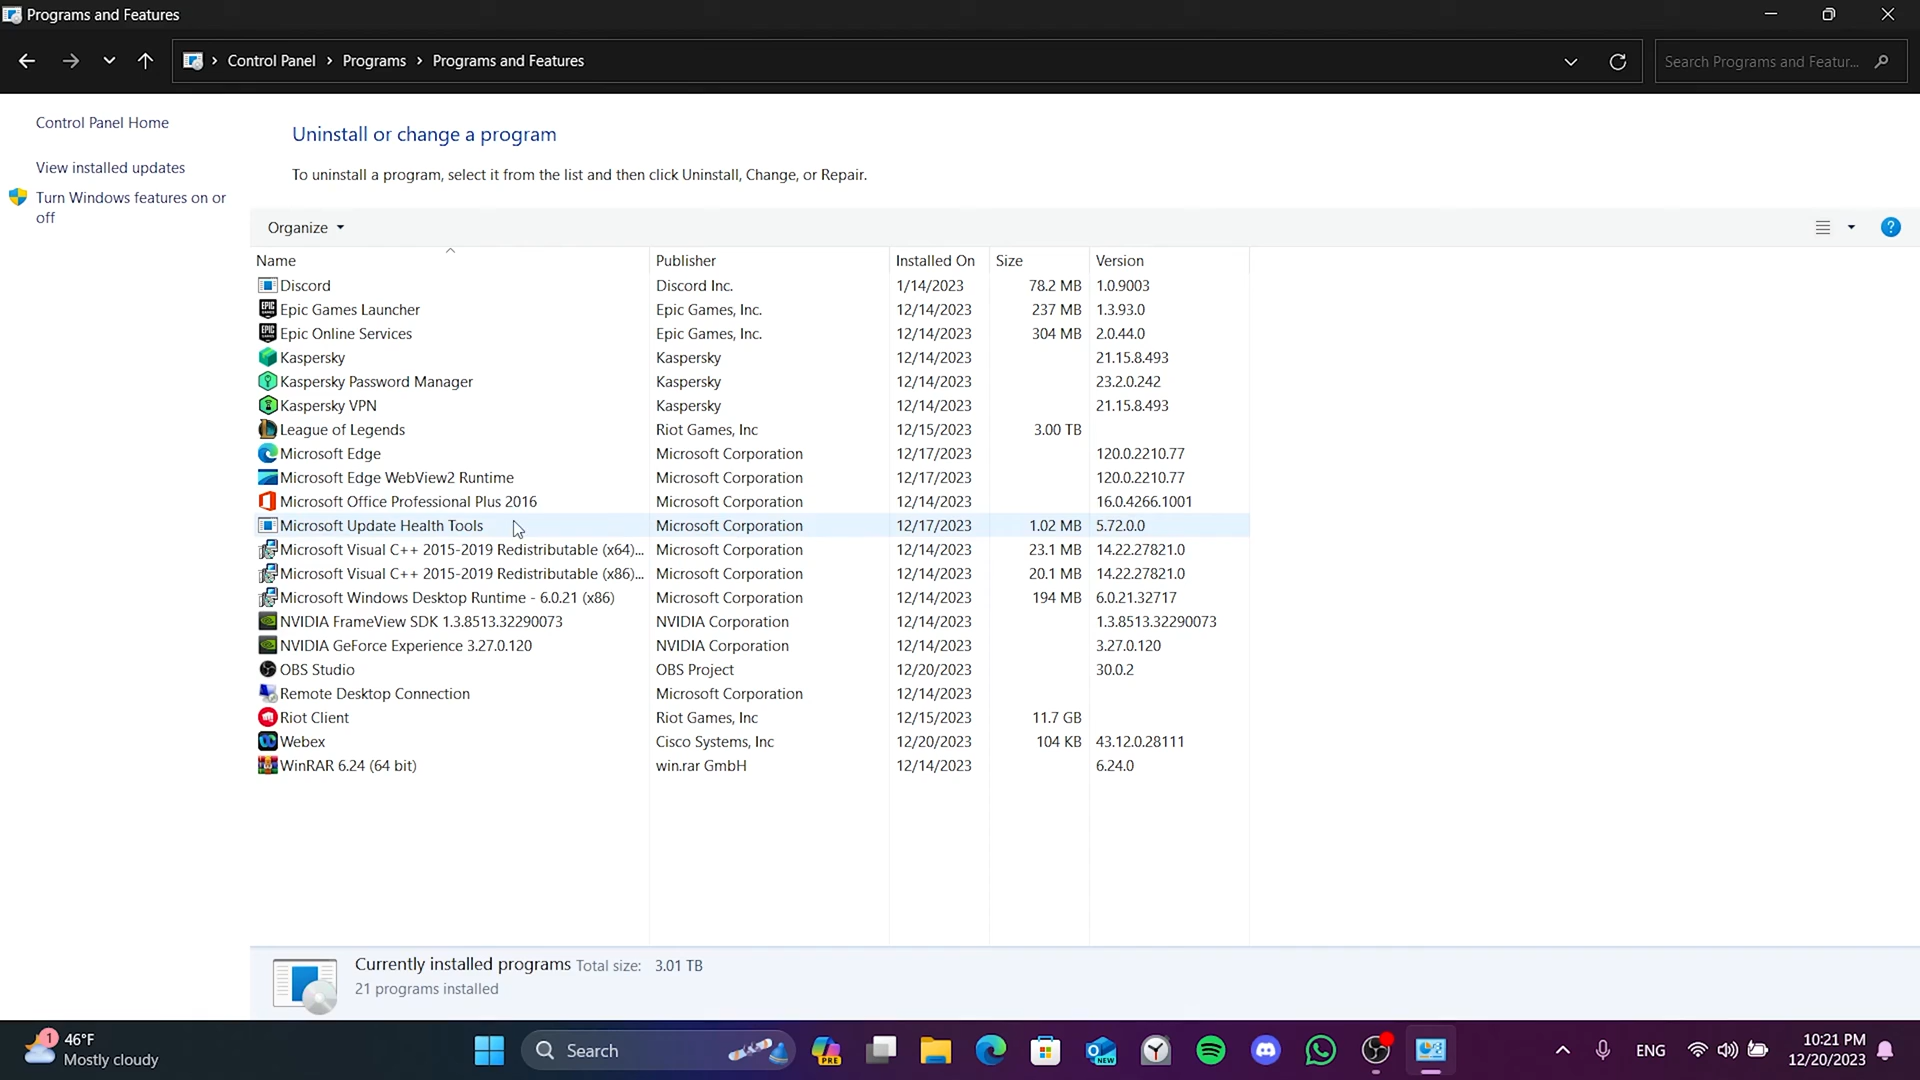 Programs and Features
Control Panel > Programs > Programs and Features
Search Programs and Featur...
Control Panel Home
View installed updates
Turn Windows features on or
off
Uninstall or change a program
To uninstall a program, select it from the list and then click Uninstall, Change, or Repair.
Organize
Name Publisher Installed On Size Version
Discord Discord Inc. 1/14/2023 78.2 MB 1.0.9003
Epic Games Launcher Epic Games, Inc. 12/14/2023 237 MB 1.3.93.0
Epic Online Services Epic Games, Inc. 12/14/2023 304 MB 2.0.44.0
Kaspersky Kaspersky 12/14/2023 21.15.8.493
Kaspersky Password Manager Kaspersky 12/14/2023 23.2.0.242
Kaspersky VPN Kaspersky 12/14/2023 21.15.8.493
League of Legends Riot Games, Inc 12/15/2023 3.00 TB
Microsoft Edge Microsoft Corporation 12/17/2023 120.0.2210.77
Microsoft Edge WebView2 Runtime Microsoft Corporation 12/17/2023 120.0.2210.77
Microsoft Office Professional Plus 2016 Microsoft Corporation 12/14/2023 16.0.4266.1001
Microsoft Update Health Tools Microsoft Corporation 12/17/2023 1.02 MB 5.72.0.0
Microsoft Visual C++ 2015-2019 Redistributable (x64)... Microsoft Corporation 12/14/2023 23.1 MB 14.22.27821.0
Microsoft Visual C++ 2015-2019 Redistributable (x86)... Microsoft Corporation 12/14/2023 20.1 MB 14.22.27821.0
Microsoft Windows Desktop Runtime - 6.0.21 (x86) Microsoft Corporation 12/14/2023 194 MB 6.0.21.32717
NVIDIA FrameView SDK 1.3.8513.32290073 NVIDIA Corporation 12/14/2023 1.3.8513.32290073
NVIDIA GeForce Experience 3.27.0.120 NVIDIA Corporation 12/14/2023 3.27.0.120
OBS Studio OBS Project 12/20/2023 30.0.2
Remote Desktop Connection Microsoft Corporation 12/14/2023
Riot Client Riot Games, Inc 12/15/2023 11.7 GB
Webex Cisco Systems, Inc 12/20/2023 104 KB 43.12.0.28111
WinRAR 6.24 (64 bit) win.rar GmbH 12/14/2023 6.24.0
Currently installed programs Total size: 3.01 TB
21 programs installed
1 46°F
Mostly cloudy
Search
PRE
NEW
ENG
10:21 PM
12/20/2023